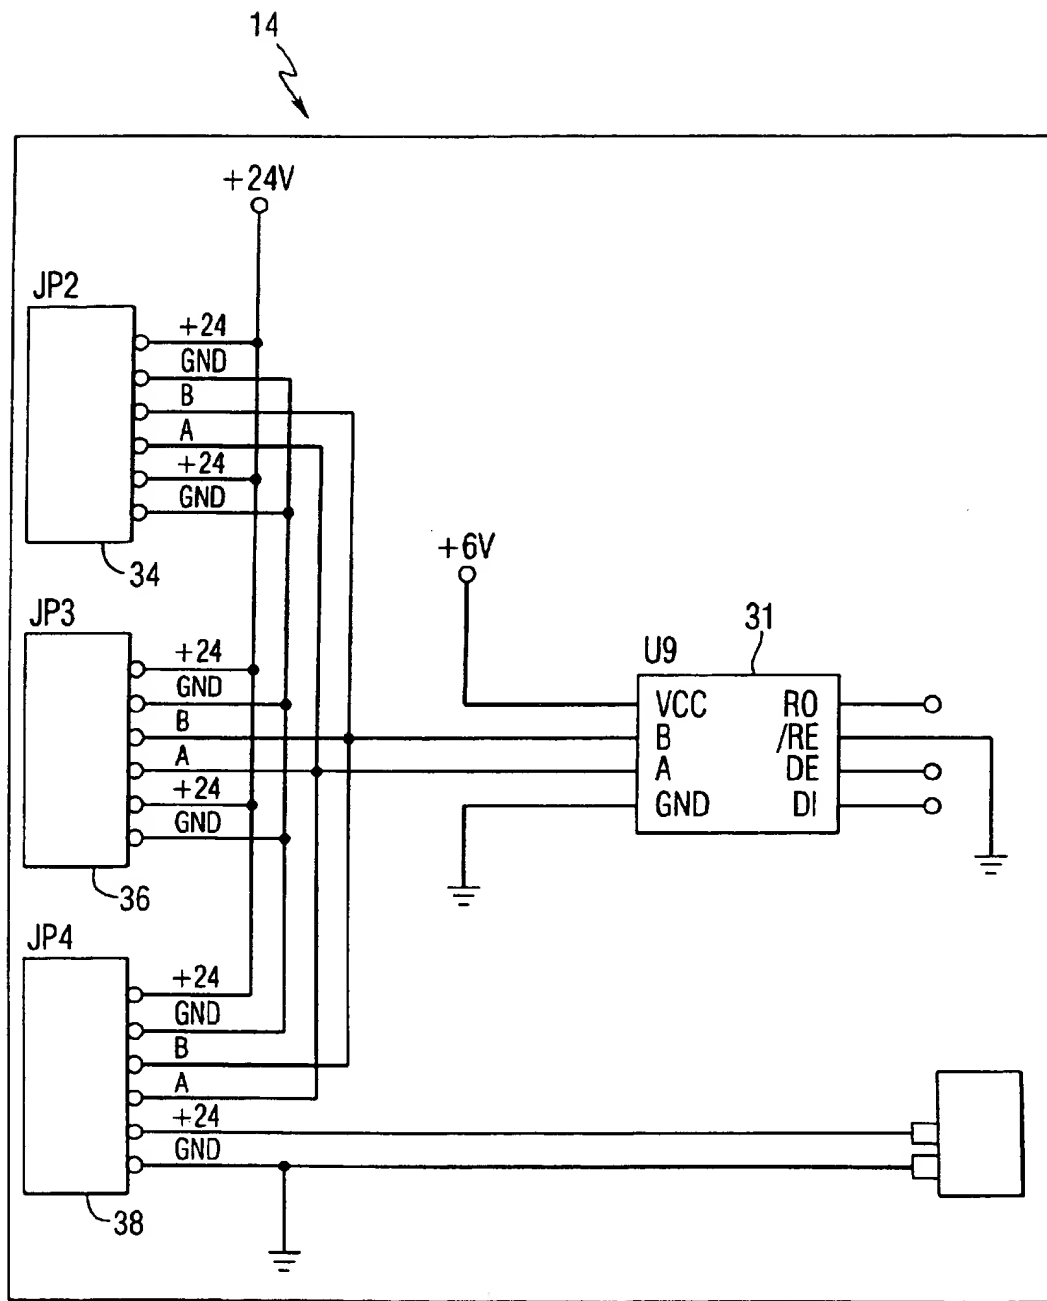 14
+24V
JP2
+24
GND
B
A
+24
GND
34
+6V
JP3
+24
GND
B
A
+24
GND
36
31
U9
VCC RO
B /RE
A DE
GND DI
JP4
+24
GND
B
A
+24
GND
38